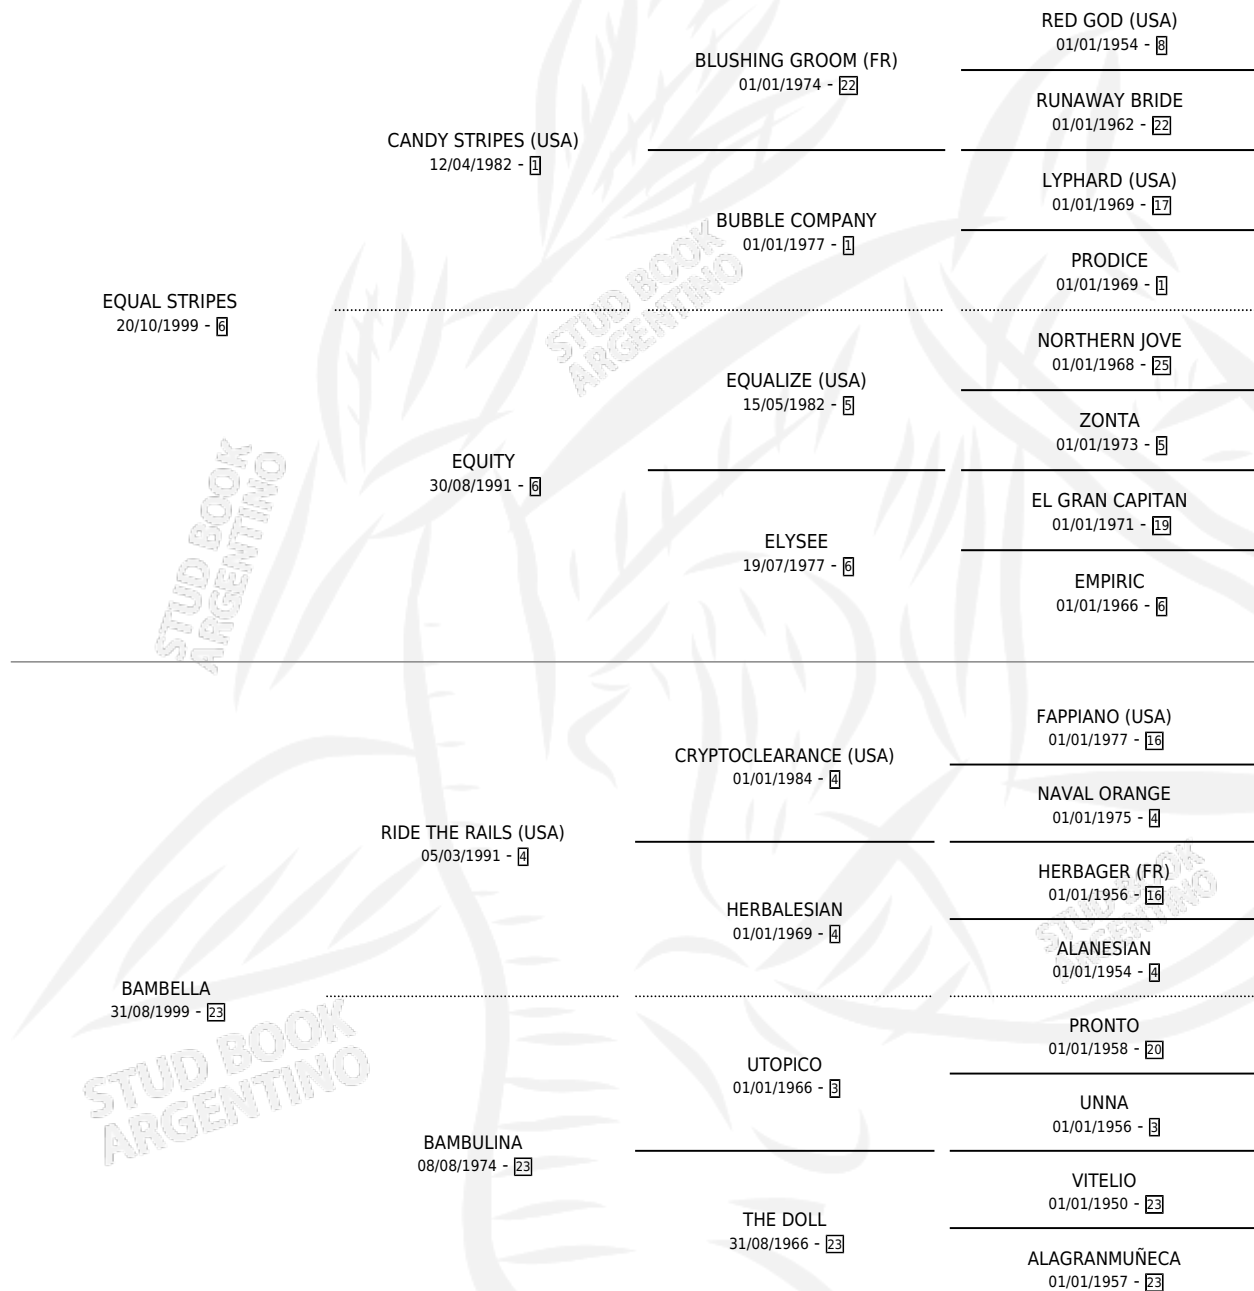 RED GOD (USA)
01/01/1954 - 8
BLUSHING GROOM (FR)
01/01/1974 - 22
RUNAWAY BRIDE
01/01/1962 - 22
CANDY STRIPES (USA)
12/04/1982 - 1
LYPHARD (USA)
01/01/1969 - 17
BUBBLE COMPANY
01/01/1977 - 1
PRODICE
01/01/1969 - 1
EQUAL STRIPES
20/10/1999 - 6
STUD BOOK
ARGENTINO
NORTHERN JOVE
01/01/1968 - 25
EQUALIZE (USA)
15/05/1982 - 5
ZONTA
01/01/1973 - 5
EQUITY
30/08/1991 - 6
EL GRAN CAPITAN
01/01/1971 - 19
ELYSEE
19/07/1977 - 6
EMPIRIC
01/01/1966 - 6
STUD BOOK
ARGENTINO
FAPPIANO (USA)
01/01/1977 - 16
CRYPTOCLEARANCE (USA)
01/01/1984 - 4
NAVAL ORANGE
01/01/1975 - 4
RIDE THE RAILS (USA)
05/03/1991 - 4
HERBAGER (FR)
01/01/1956 - 16
STUD BOOK
ARGENTINO
HERBALESIAN
01/01/1969 - 4
ALANESIAN
01/01/1954 - 4
BAMBELLA
31/08/1999 - 23
STUD BOOK
ARGENTINO
PRONTO
01/01/1958 - 20
UTOPICO
01/01/1966 - 3
UNNA
01/01/1956 - 3
BAMBULINA
08/08/1974 - 23
VITELIO
01/01/1950 - 23
THE DOLL
31/08/1966 - 23
ALAGRANMUÑECA
01/01/1957 - 23